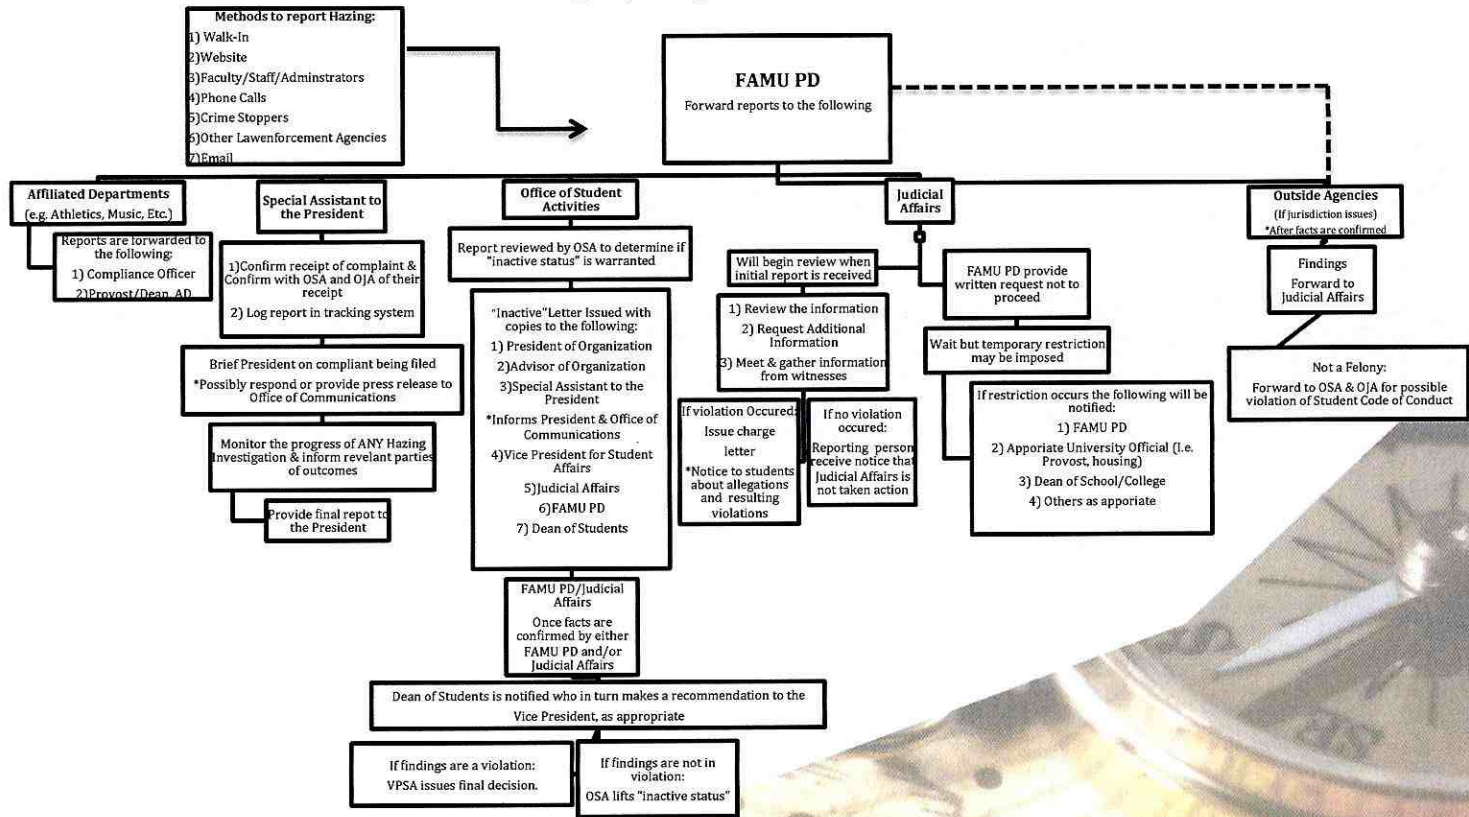 Methods to report Hazing:
1) Walk-In
2)Website
3)Faculty/Staff/Adminstrators
4)Phone Calls
5)Crime Stoppers
6)Other Lawenforcement Agencies
7)Email
FAMU PD
Forward reports to the following
Affiliated Departments
(e.g. Athletics, Music, Etc.)
Reports are forwarded to
the following:
1) Compliance Officer
2)Provost/Dean, AD
Special Assistant to
the President
1)Confirm receipt of complaint &
Confirm with OSA and OJA of their
receipt
2) Log report in tracking system
Brief President on compliant being filed
*Possibly respond or provide press release to
Office of Communications
Monitor the progress of ANY Hazing
Investigation & inform revelant parties
of outcomes
Provide final repot to
the President
Office of Student
Activities
Report reviewed by OSA to determine if
"inactive status" is warranted
"Inactive"Letter Issued with
copies to the following:
1) President of Organization
2)Advisor of Organization
3)Special Assistant to the
President
*Informs President & Office of
Communications
4)Vice President for Student
Affairs
5)Judicial Affairs
6)FAMU PD
7) Dean of Students
FAMU PD/Judicial
Affairs
Once facts are
confirmed by either
FAMU PD and/or
Judicial Affairs
Dean of Students is notified who in turn makes a recommendation to the
Vice President, as appropriate
If findings are a violation:
VPSA issues final decision.
If findings are not in
violation:
OSA lifts "inactive status"
Judicial
Affairs
Will begin review when
initial report is received
1) Review the information
2) Request Additional
Information
3) Meet & gather information
from witnesses
If violation Occured:
Issue charge
letter
*Notice to students
about allegations
and resulting
violations
If no violation
occured:
Reporting person
receive notice that
Judicial Affairs is
not taken action
FAMU PD provide
written request not to
proceed
Wait but temporary restriction
may be imposed
If restriction occurs the following will be
notified:
1) FAMU PD
2) Apporiate University Official (I.e.
Provost, housing)
3) Dean of School/College
4) Others as apporiate
Outside Agencies
(If jurisdiction issues)
*After facts are confirmed
Findings
Forward to
Judicial Affairs
Not a Felony:
Forward to OSA & OJA for possible
violation of Student Code of Conduct